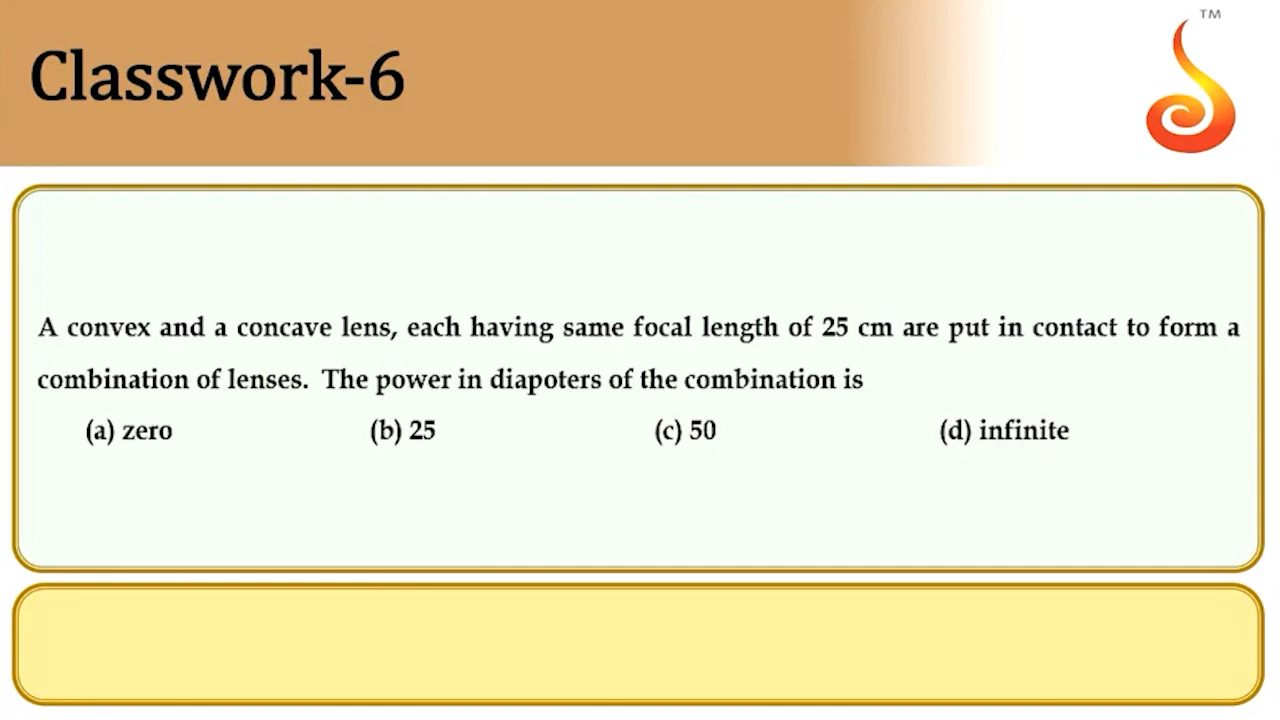 TM
Classwork-6
A convex and a concave lens, each having same focal length of 25 cm are put in contact to form a
combination of lenses. The power in diapoters of the combination is
(a) zero (b) 25 (c) 50 (d) infinite